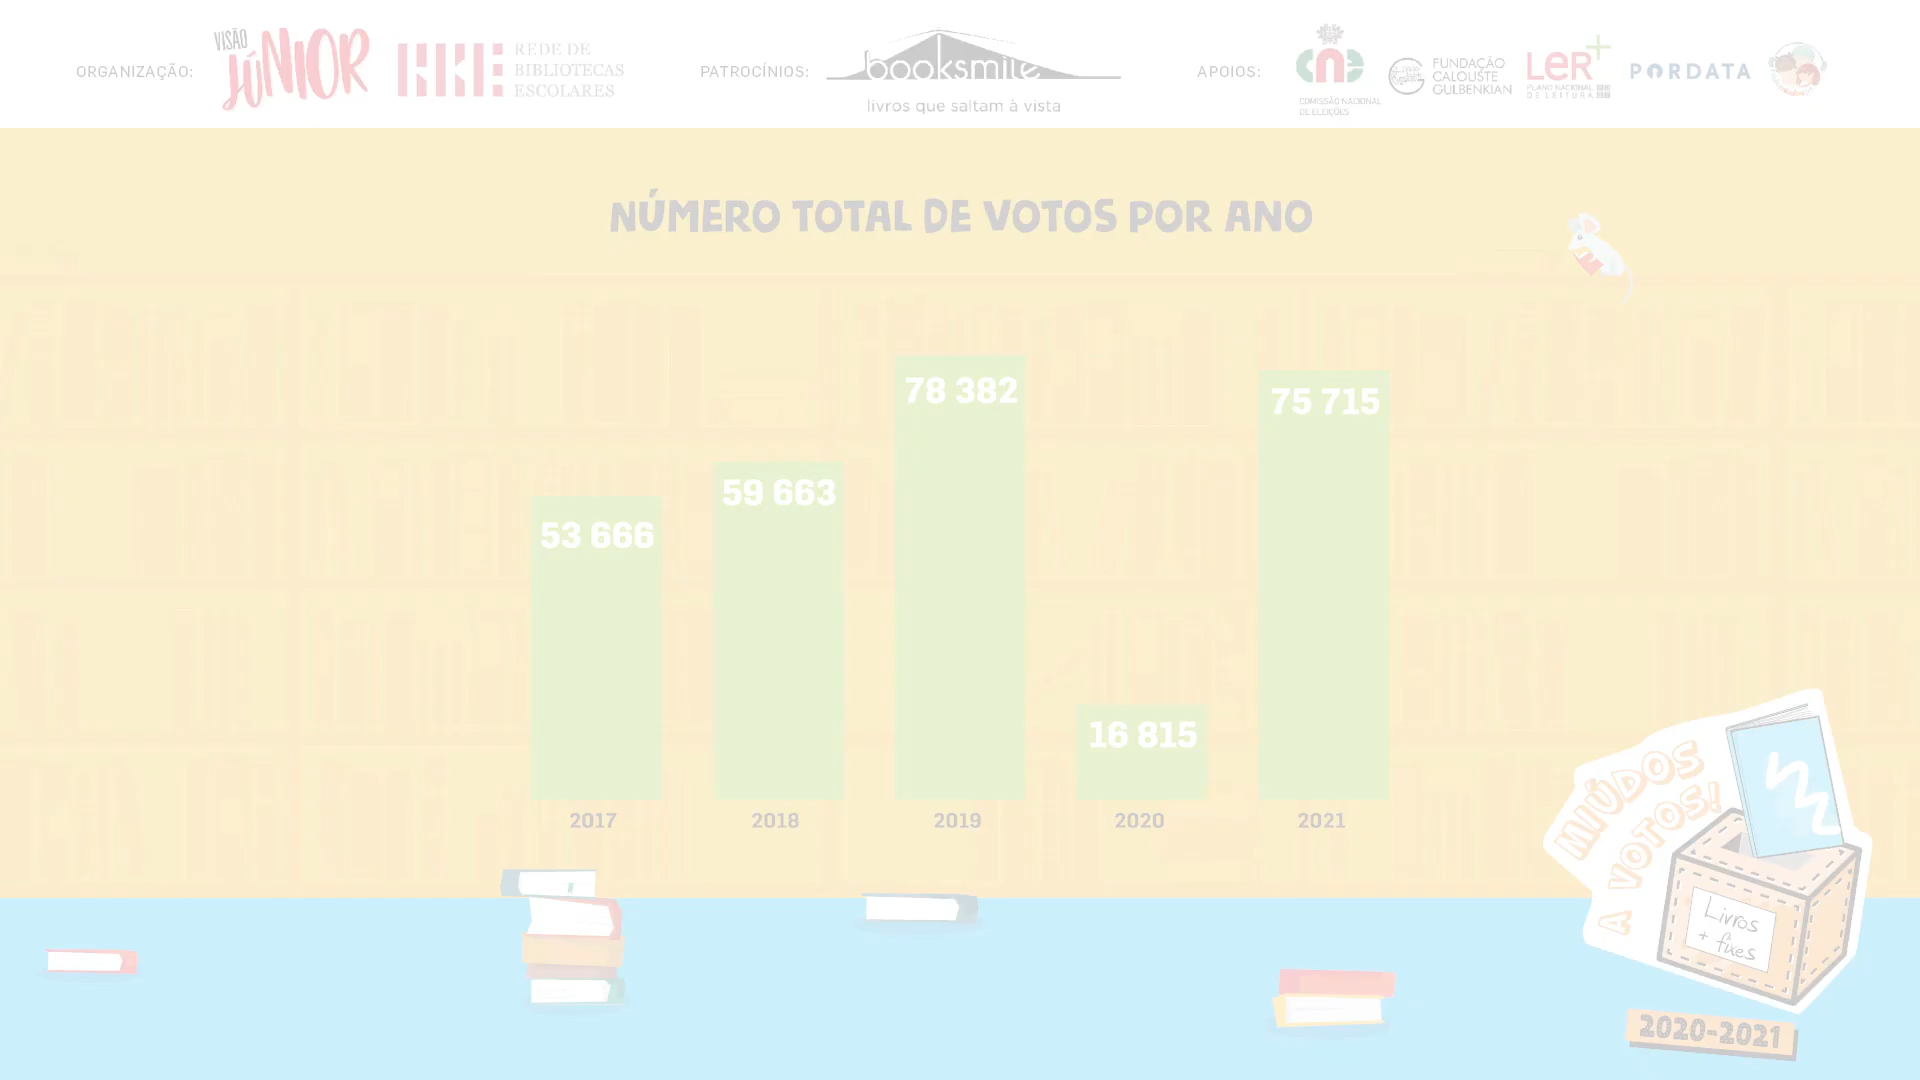 ORGANIZAÇÃO:
VISÃO
JÚNIOR
REDE DE
BIBLIOTECAS
ESCOLARES
PATROCÍNIOS:
booksmile
livros que saltam à vista
APOIOS:
cne
COMISSÃO NACIONAL
DE ELEIÇÕES
FUNDAÇÃO
CALOUSTE
GULBENKIAN
LER+
PLANO NACIONAL
DE LEITURA
PORDATA
NÚMERO TOTAL DE VOTOS POR ANO
53 666
59 663
78 382
16 815
75 715
2017
2018
2019
2020
2021
MIÚDOS
A VOTOS!
Livros
+ fixes
2020-2021